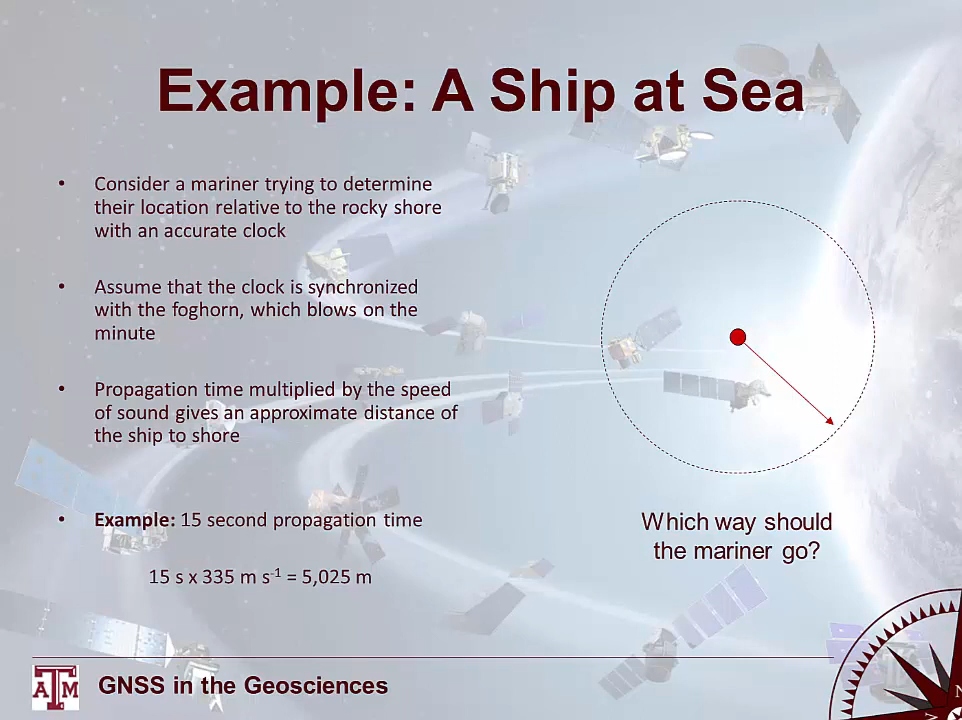 Example: A Ship at Sea
• Consider a mariner trying to determine
their location relative to the rocky shore
with an accurate clock
• Assume that the clock is synchronized
with the foghorn, which blows on the
minute
• Propagation time multiplied by the speed
of sound gives an approximate distance of
the ship to shore
• Example: 15 second propagation time
15 s x 335 m s-1 = 5,025 m
Which way should
the mariner go?
ATM GNSS in the Geosciences
N